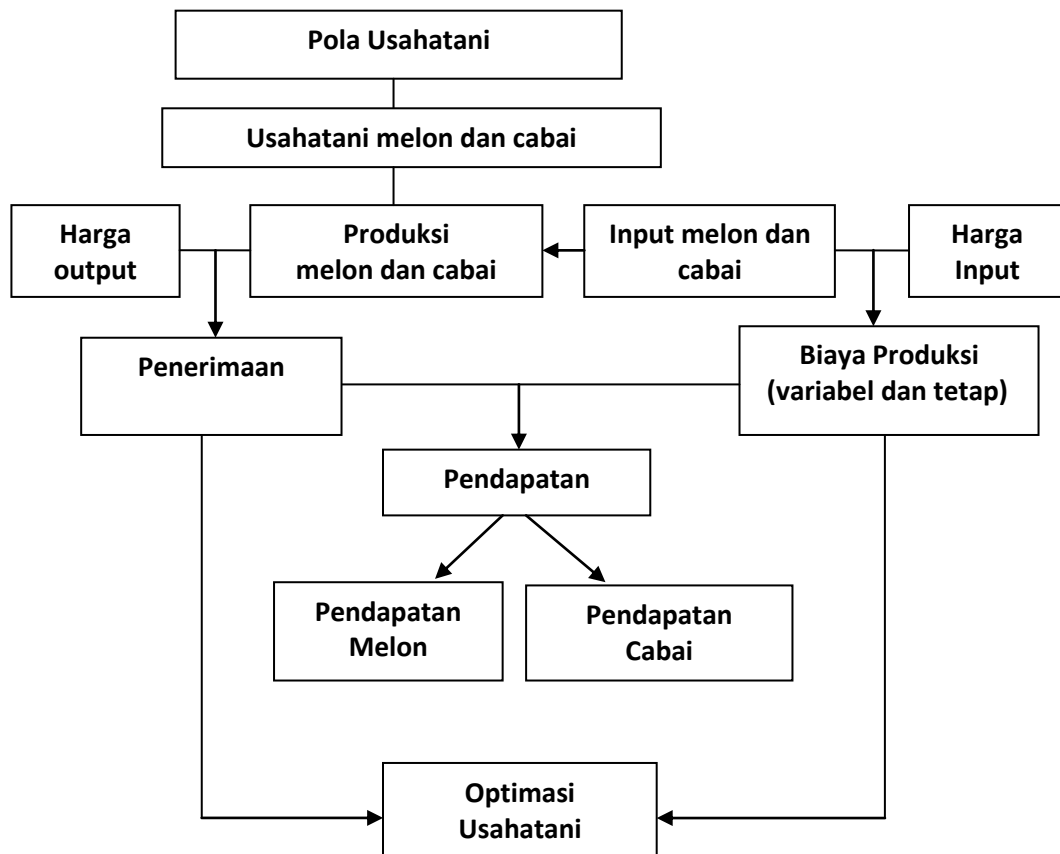 Pola Usahatani
Usahatani melon dan cabai
Harga
output
Produksi
melon dan cabai
Input melon dan
cabai
Harga
Input
Penerimaan
Biaya Produksi
(variabel dan tetap)
Pendapatan
Pendapatan
Melon
Pendapatan
Cabai
Optimasi
Usahatani